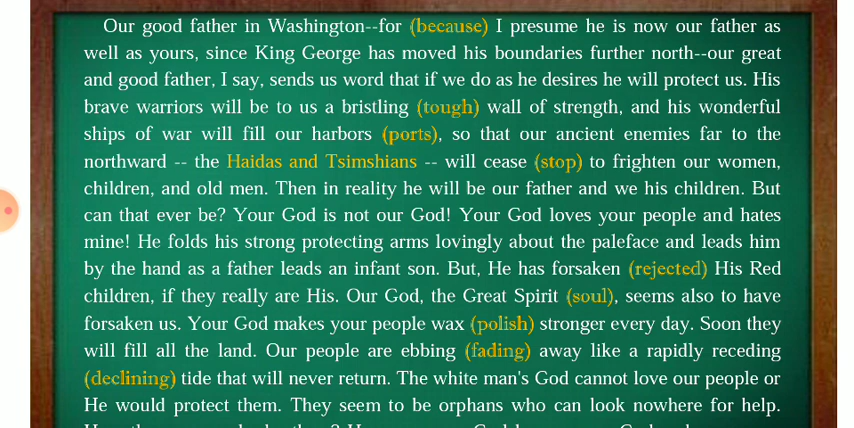 Our good father in Washington--for (because) I presume he is now our father as
well as yours, since King George has moved his boundaries further north--our great
and good father, I say, sends us word that if we do as he desires he will protect us. His
brave warriors will be to us a bristling (tough) wall of strength, and his wonderful
ships of war will fill our harbors (ports), so that our ancient enemies far to the
northward -- the Haidas and Tsimshians -- will cease (stop) to frighten our women,
children, and old men. Then in reality he will be our father and we his children. But
can that ever be? Your God is not our God! Your God loves your people and hates
mine! He folds his strong protecting arms lovingly about the paleface and leads him
by the hand as a father leads an infant son. But, He has forsaken (rejected) His Red
children, if they really are His. Our God, the Great Spirit (soul), seems also to have
forsaken us. Your God makes your people wax (polish) stronger every day. Soon they
will fill all the land. Our people are ebbing (fading) away like a rapidly receding
(declining) tide that will never return. The white man's God cannot love our people or
He would protect them. They seem to be orphans who can look nowhere for help.